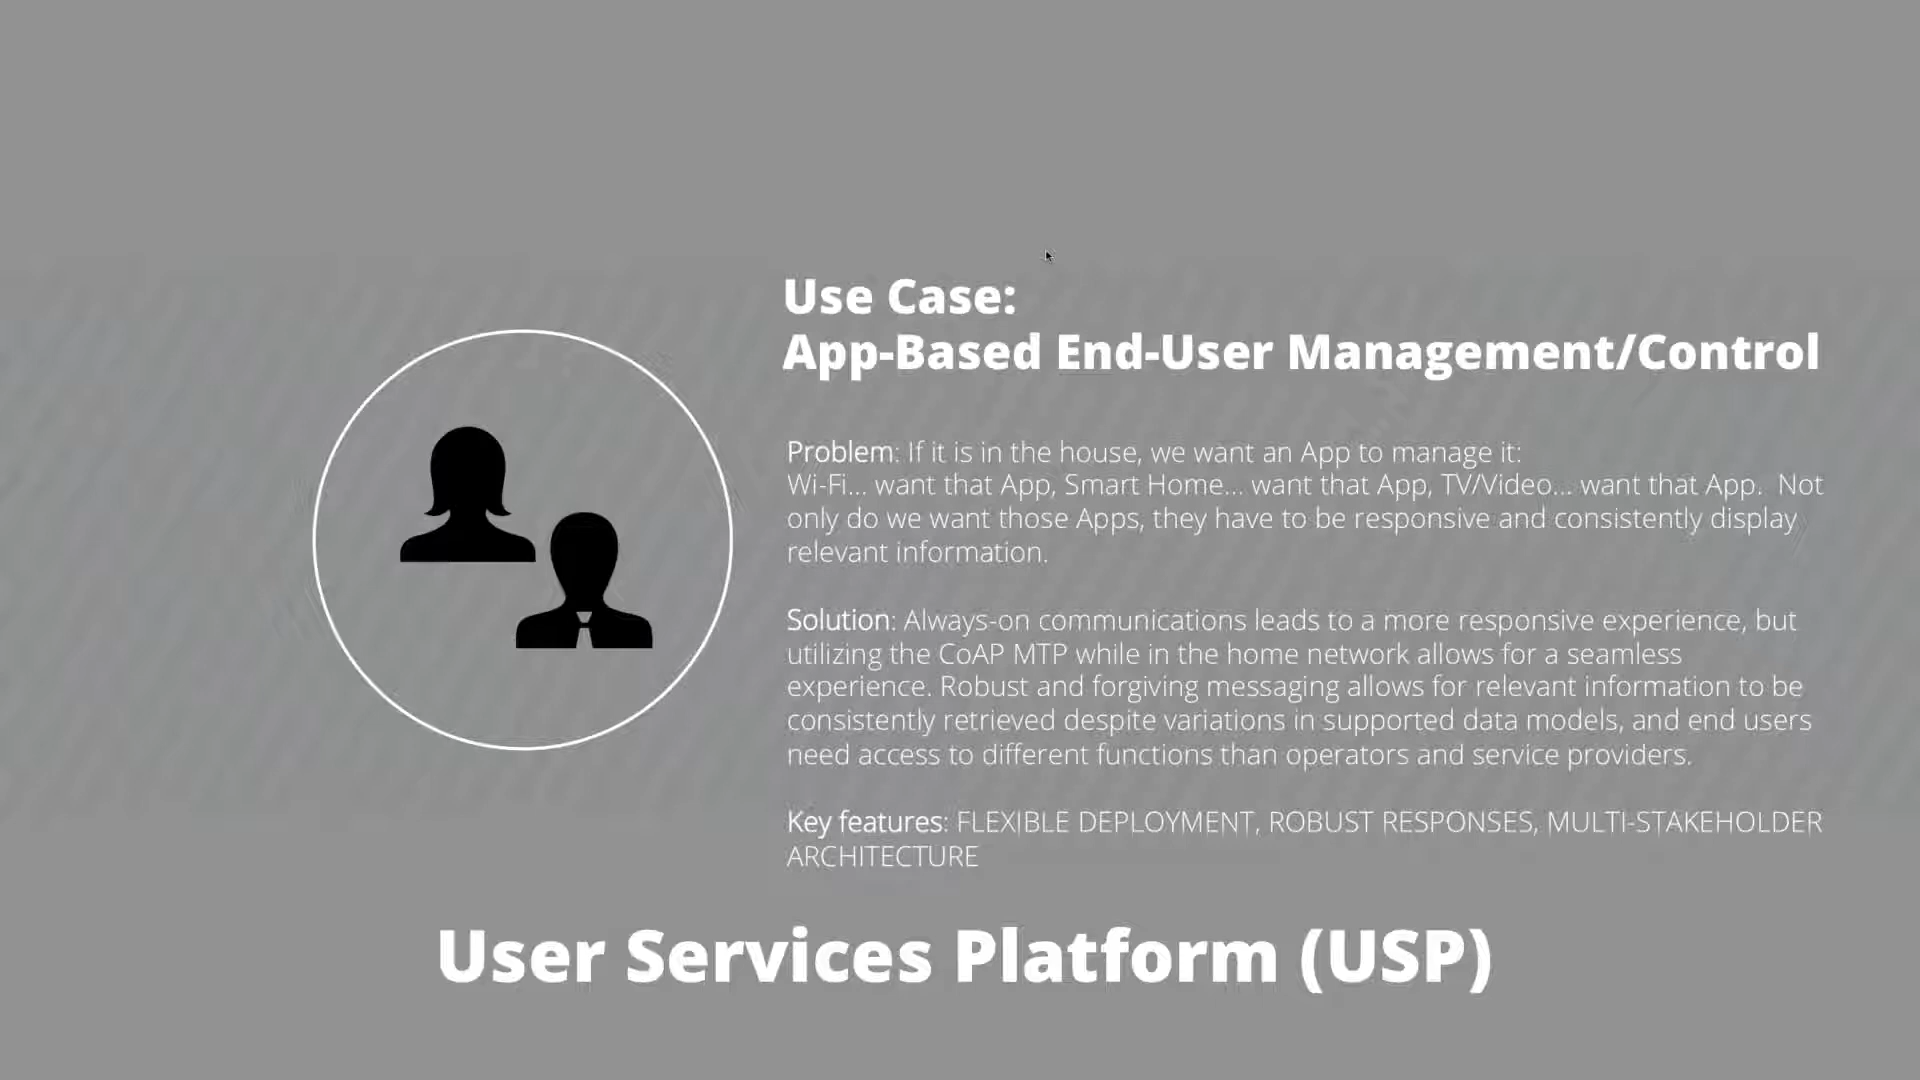 Use Case:
App-Based End-User Management/Control
Problem: If it is in the house, we want an App to manage it:
Wi-Fi... want that App, Smart Home... want that App, TV/Video... want that App.  Not
only do we want those Apps, they have to be responsive and consistently display
relevant information.
Solution: Always-on communications leads to a more responsive experience, but
utilizing the CoAP MTP while in the home network allows for a seamless
experience. Robust and forgiving messaging allows for relevant information to be
consistently retrieved despite variations in supported data models, and end users
need access to different functions than operators and service providers.
Key features: FLEXIBLE DEPLOYMENT, ROBUST RESPONSES, MULTI-STAKEHOLDER
ARCHITECTURE
User Services Platform (USP)